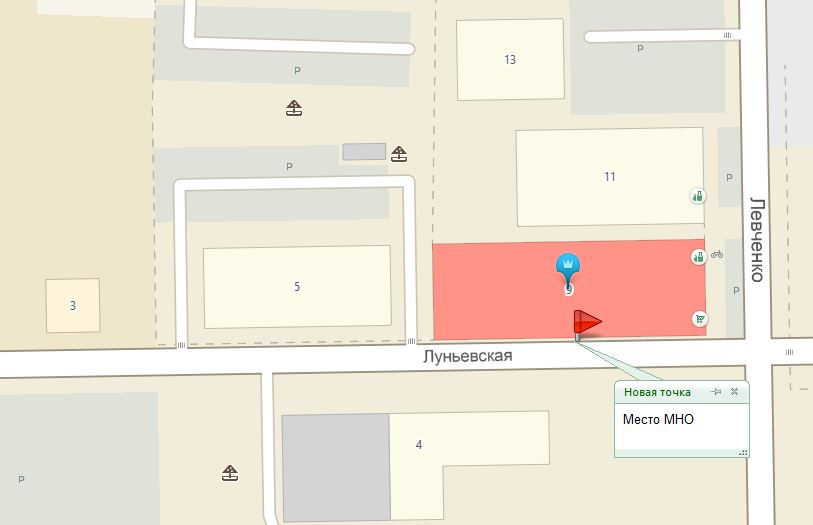 13
P
P
P
11
P
Левченко
5
9
3
P
Луньевская
Новая точка
Место МНО
4
P